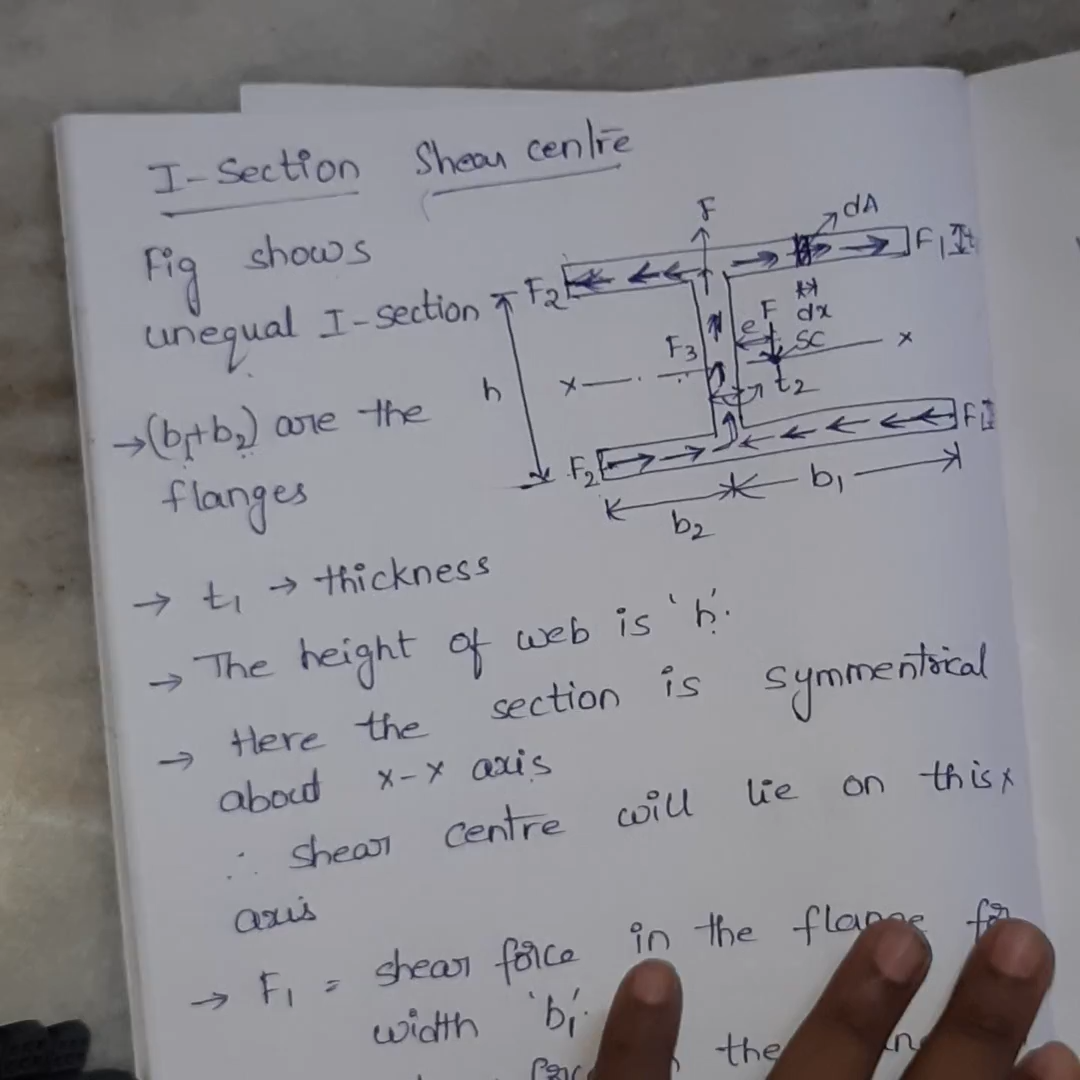 I-Section Shear centre
Fig shows
unequal I-section
→(b1+b2) are the
flanges
F
dA
F1
F2
h
F3
e
F
dx
SC
x
x
t2
F2
F1
b2
b1
→ t1 → thickness
→ The height of web is 'h'.
→ Here the section is symmentrical
about x-x axis
∴ shear centre will lie on this x
axis
→ F1 = shear force in the flange for
width 'b1'.
the